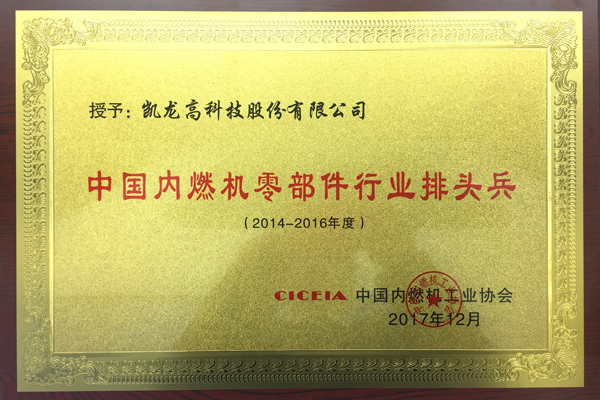 授予：凯龙高科技股份有限公司
中国内燃机零部件行业排头兵
（2014-2016年度）
CICEIA 中国内燃机工业协会
2017年12月